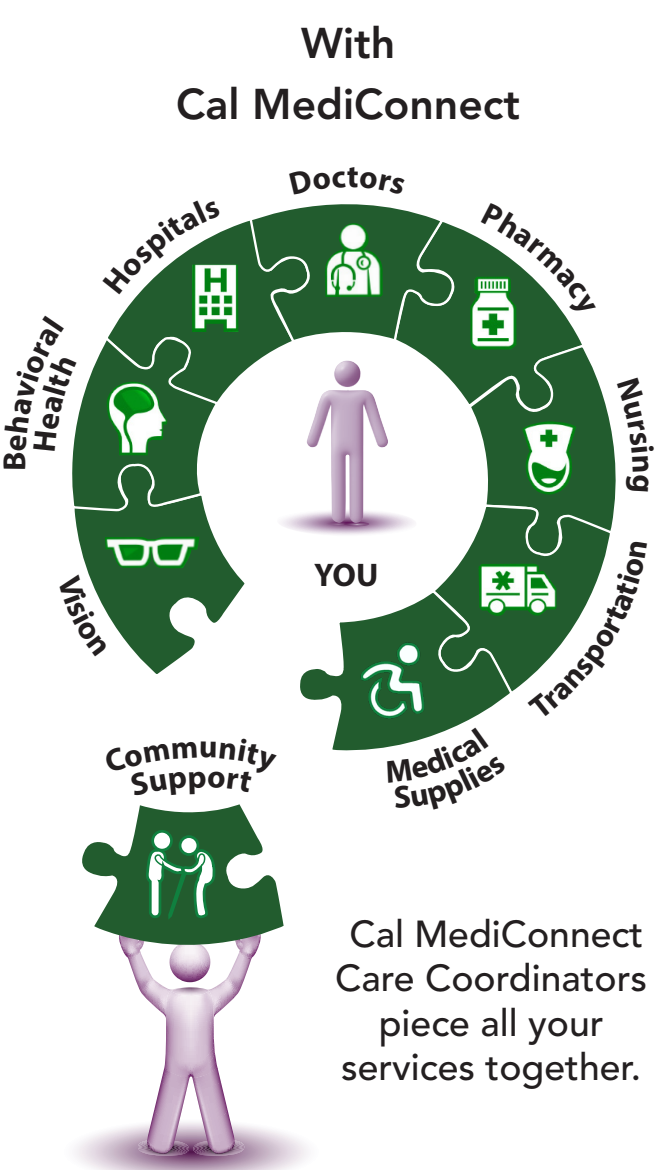 With
Cal MediConnect
Doctors
Hospitals
Pharmacy
Behavioral
Health
Nursing
YOU
Vision
Transportation
Medical
Supplies
Community
Support
H
Cal MediConnect
Care Coordinators
piece all your
services together.